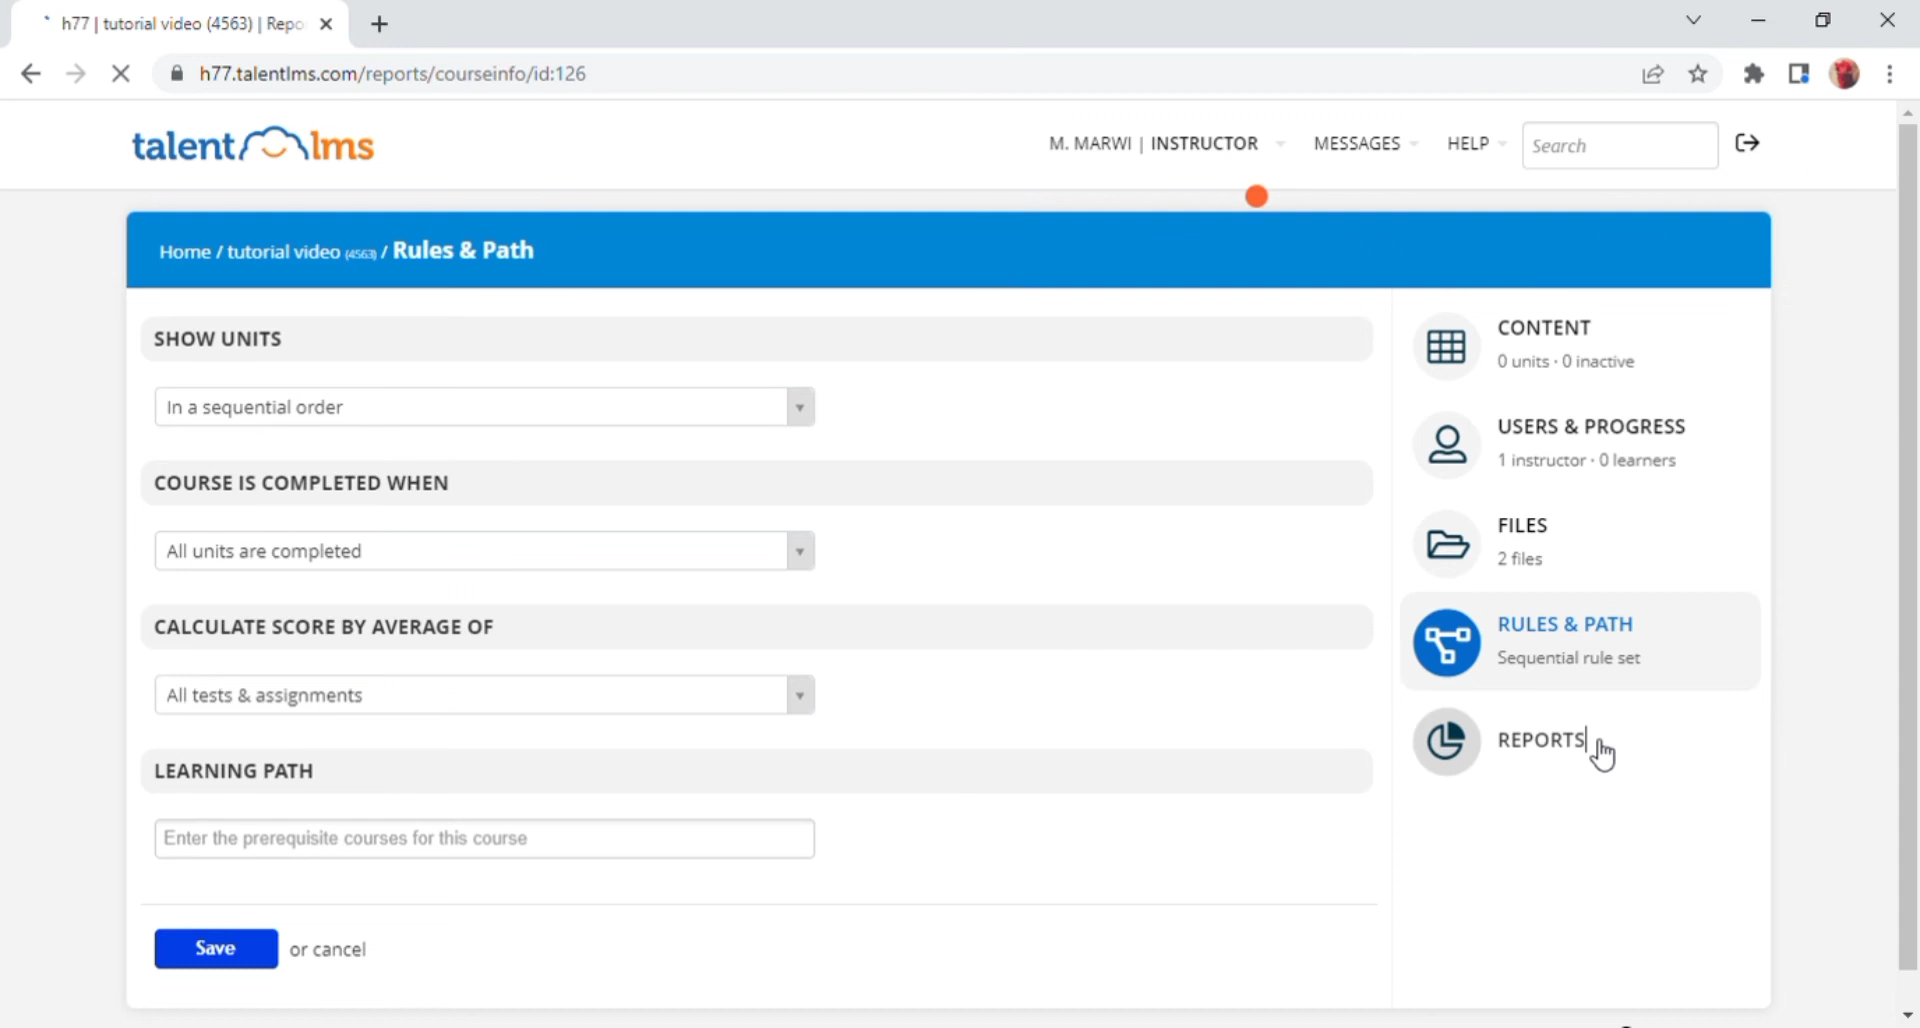 h77 | tutorial video (4563) | Repo
h77.talentlms.com/reports/courseinfo/id:126
talentlms
M. MARWI | INSTRUCTOR
MESSAGES
HELP
Search
Home / tutorial video (4563) / Rules & Path
SHOW UNITS
In a sequential order
COURSE IS COMPLETED WHEN
All units are completed
CALCULATE SCORE BY AVERAGE OF
All tests & assignments
LEARNING PATH
Enter the prerequisite courses for this course
Save or cancel
CONTENT
0 units · 0 inactive
USERS & PROGRESS
1 instructor · 0 learners
FILES
2 files
RULES & PATH
Sequential rule set
REPORTS